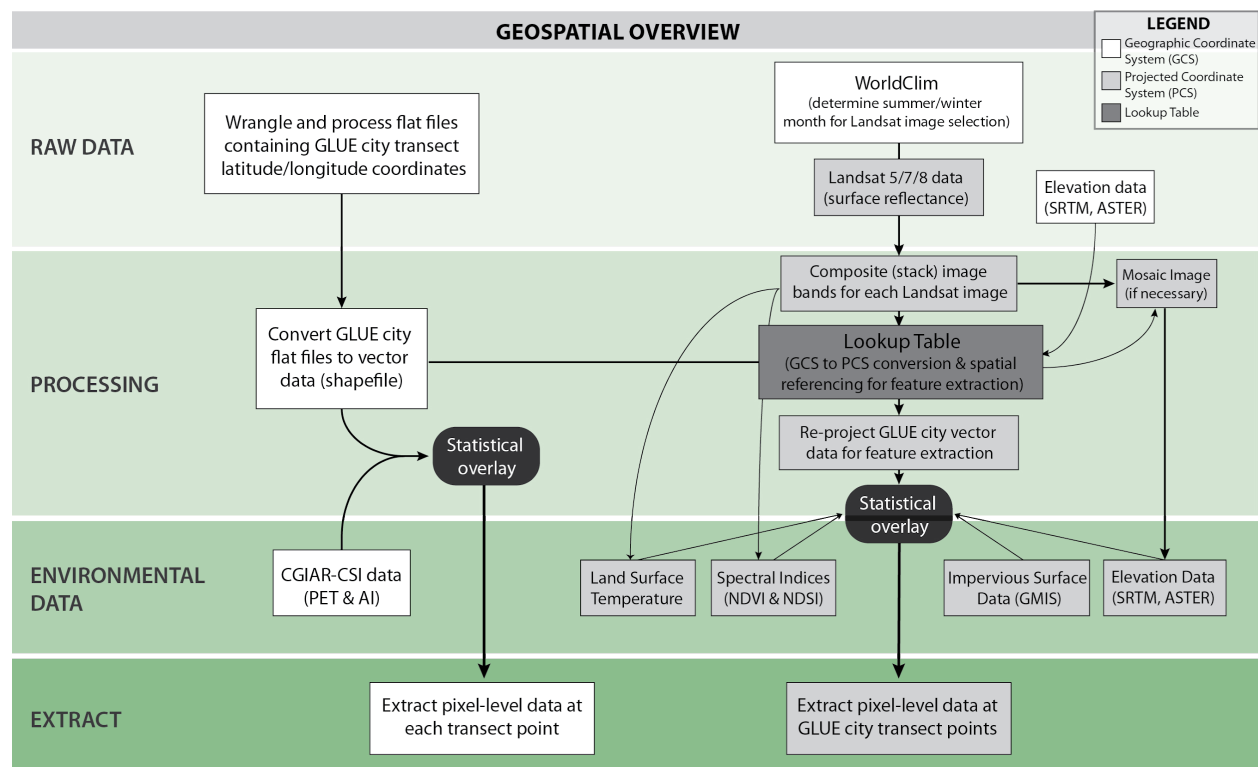 GEOSPATIAL OVERVIEW
LEGEND
Geographic Coordinate
System (GCS)
Projected Coordinate
System (PCS)
Lookup Table
RAW DATA
Wrangle and process flat files
containing GLUE city transect
latitude/longitude coordinates
WorldClim
(determine summer/winter
month for Landsat image selection)
Landsat 5/7/8 data
(surface reflectance)
Elevation data
(SRTM, ASTER)
PROCESSING
Convert GLUE city
flat files to vector
data (shapefile)
Composite (stack) image
bands for each Landsat image
Mosaic Image
(if necessary)
Lookup Table
(GCS to PCS conversion & spatial
referencing for feature extraction)
Re-project GLUE city vector
data for feature extraction
Statistical
overlay
Statistical
overlay
ENVIRONMENTAL
DATA
CGIAR-CSI data
(PET & AI)
Land Surface
Temperature
Spectral Indices
(NDVI & NDSI)
Impervious Surface
Data (GMIS)
Elevation Data
(SRTM, ASTER)
EXTRACT
Extract pixel-level data at
each transect point
Extract pixel-level data at
GLUE city transect points